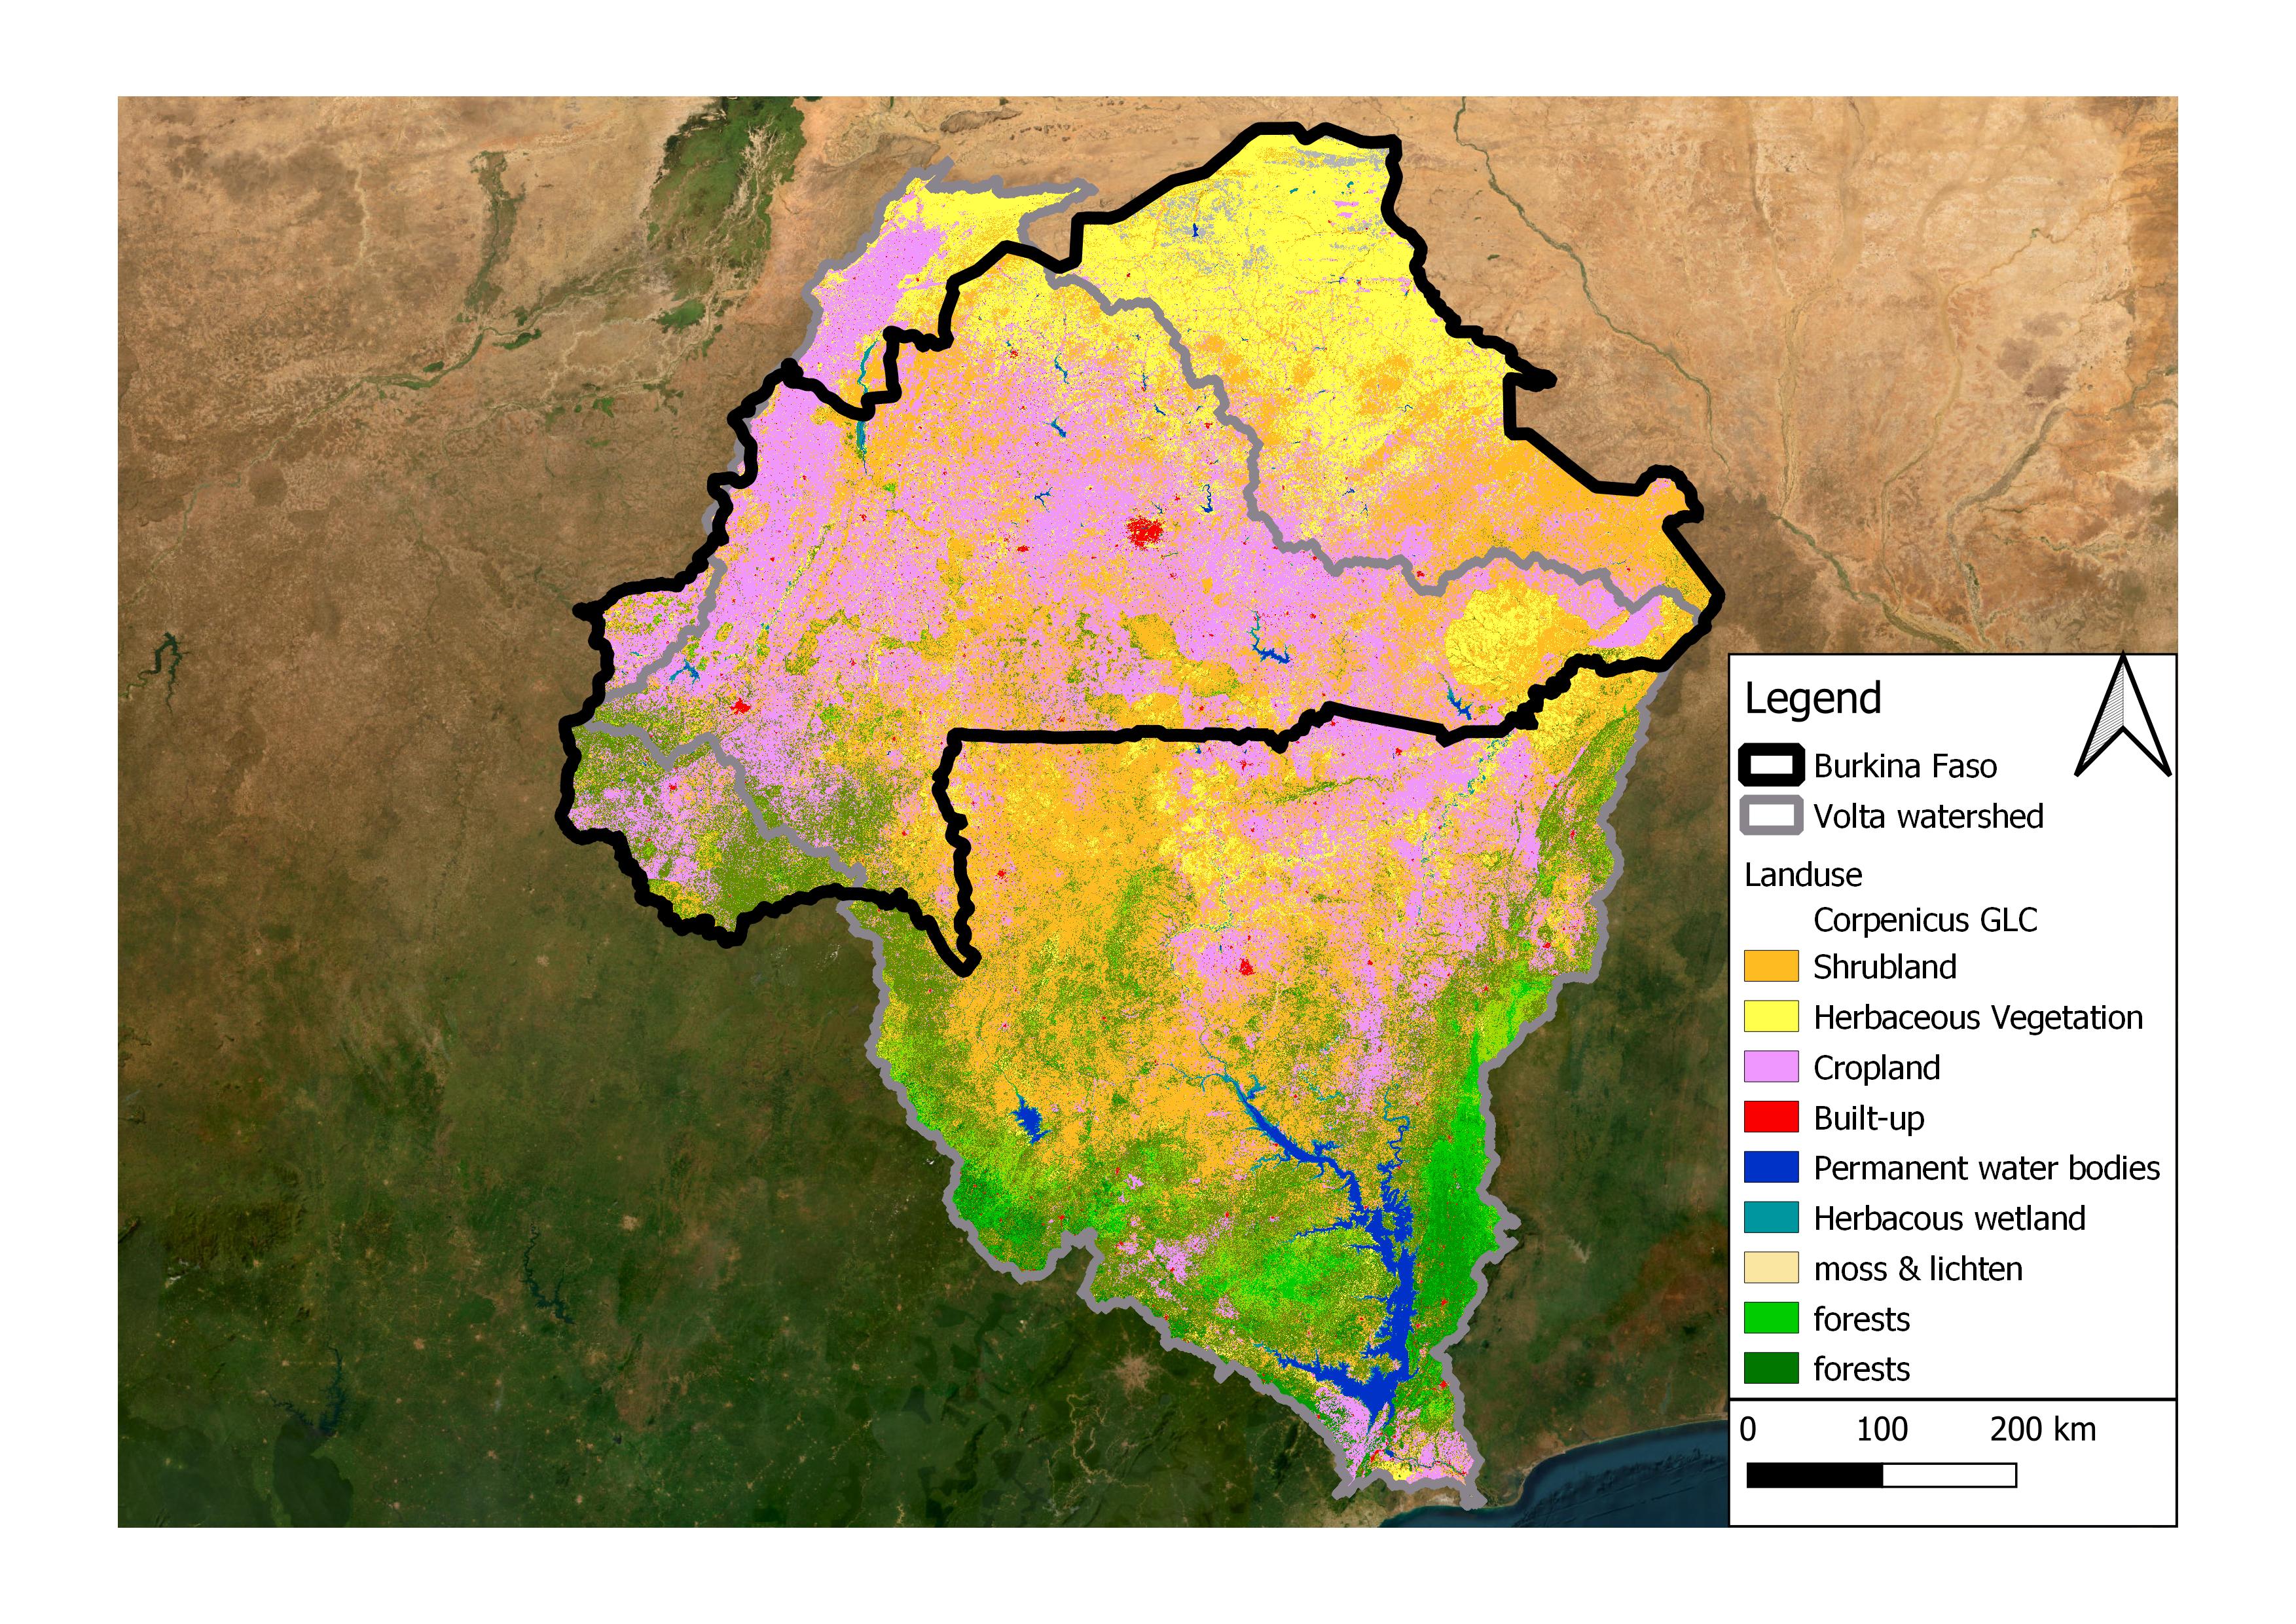 Legend
Burkina Faso
Volta watershed
Landuse
Corpenicus GLC
Shrubland
Herbaceous Vegetation
Cropland
Built-up
Permanent water bodies
Herbacous wetland
moss & lichten
forests
forests
0 100 200 km